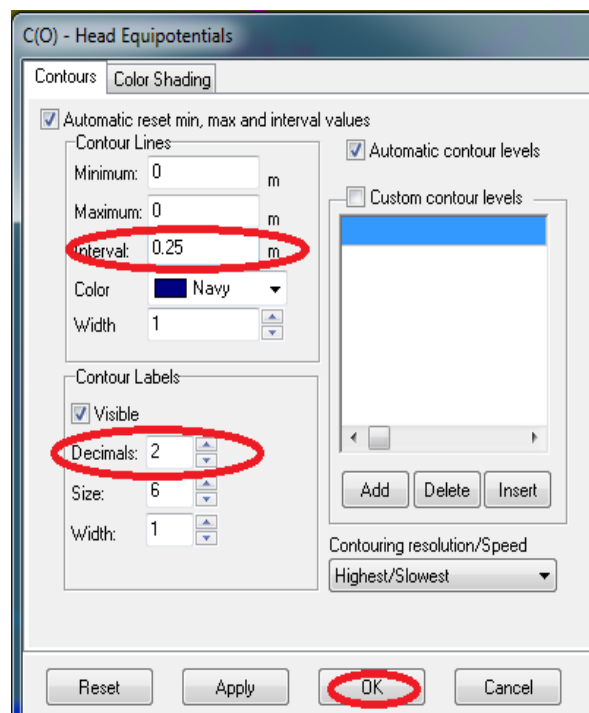 C(O) - Head Equipotentials
Contours Color Shading
Automatic reset min, max and interval values
Contour Lines
Minimum: 0 m
Maximum: 0 m
Interval: 0.25 m
Color Navy
Width 1
Contour Labels
Visible
Decimals: 2
Size: 6
Width: 1
Automatic contour levels
Custom contour levels
Add Delete Insert
Contouring resolution/Speed
Highest/Slowest
Reset Apply OK Cancel